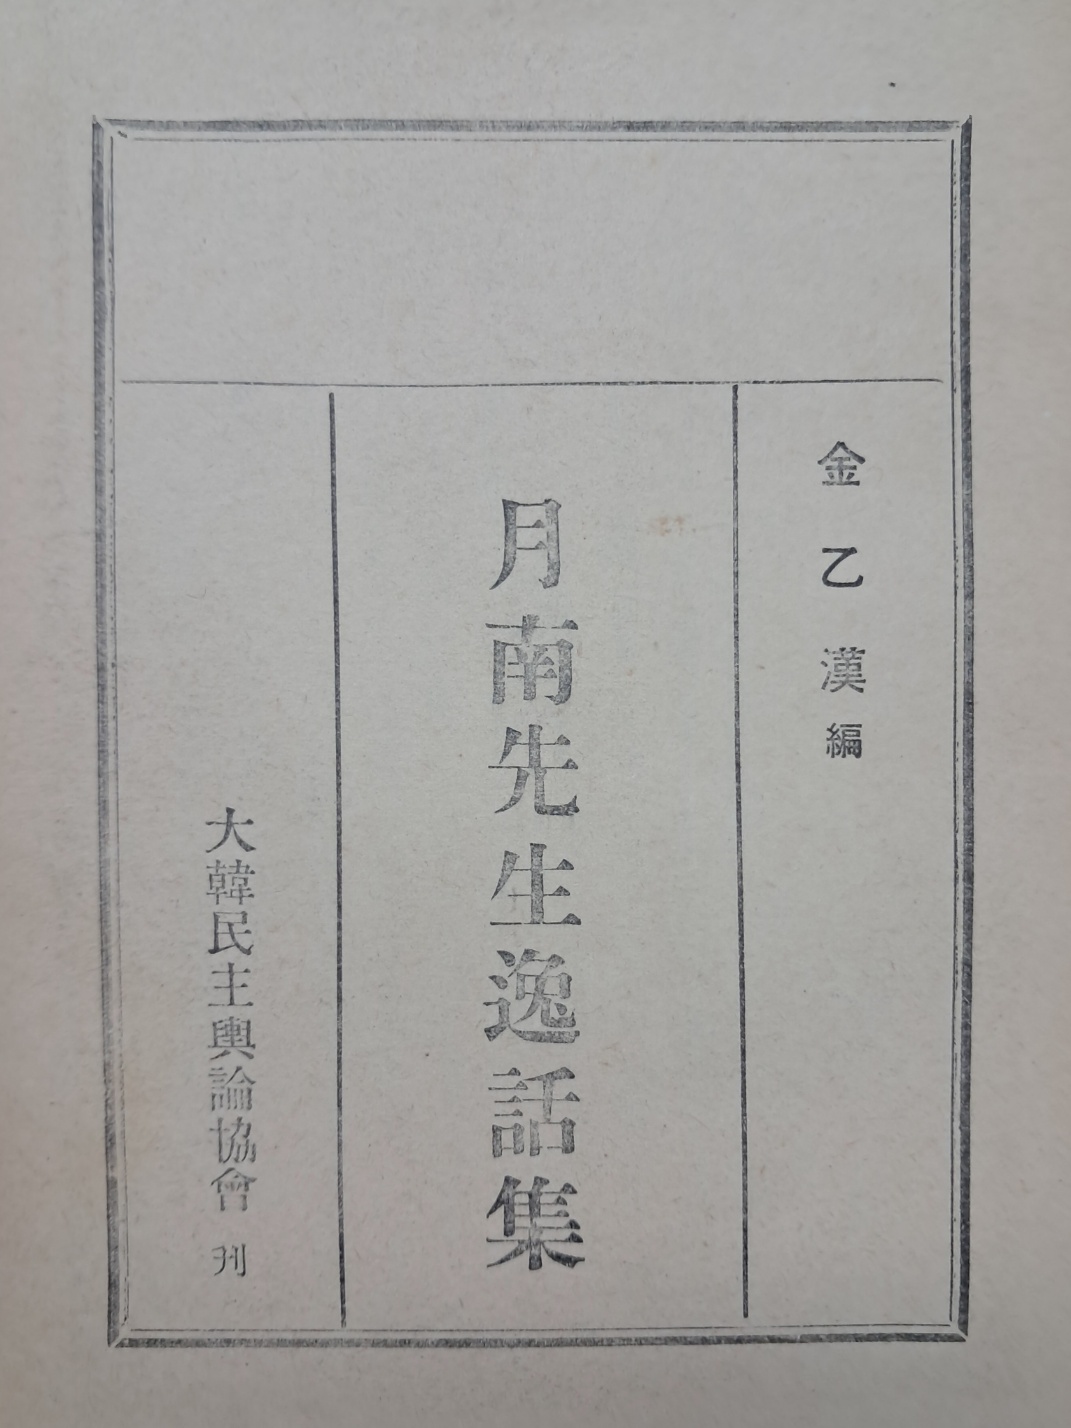 金乙漢編
月南先生逸話集
大韓民主輿論協會 刊